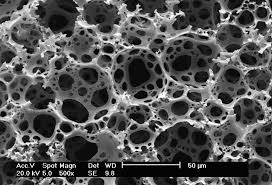 Acc.V Spot Magn Det WD 50 µm
20.0 kV 5.0 500x SE 9.8